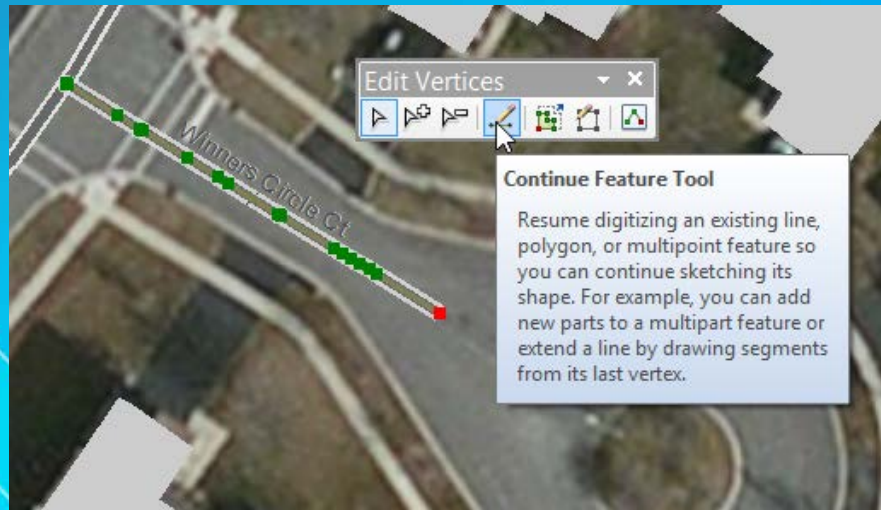 Edit Vertices
Winners Circle Ct
Continue Feature Tool
Resume digitizing an existing line,
polygon, or multipoint feature so
you can continue sketching its
shape. For example, you can add
new parts to a multipart feature or
extend a line by drawing segments
from its last vertex.